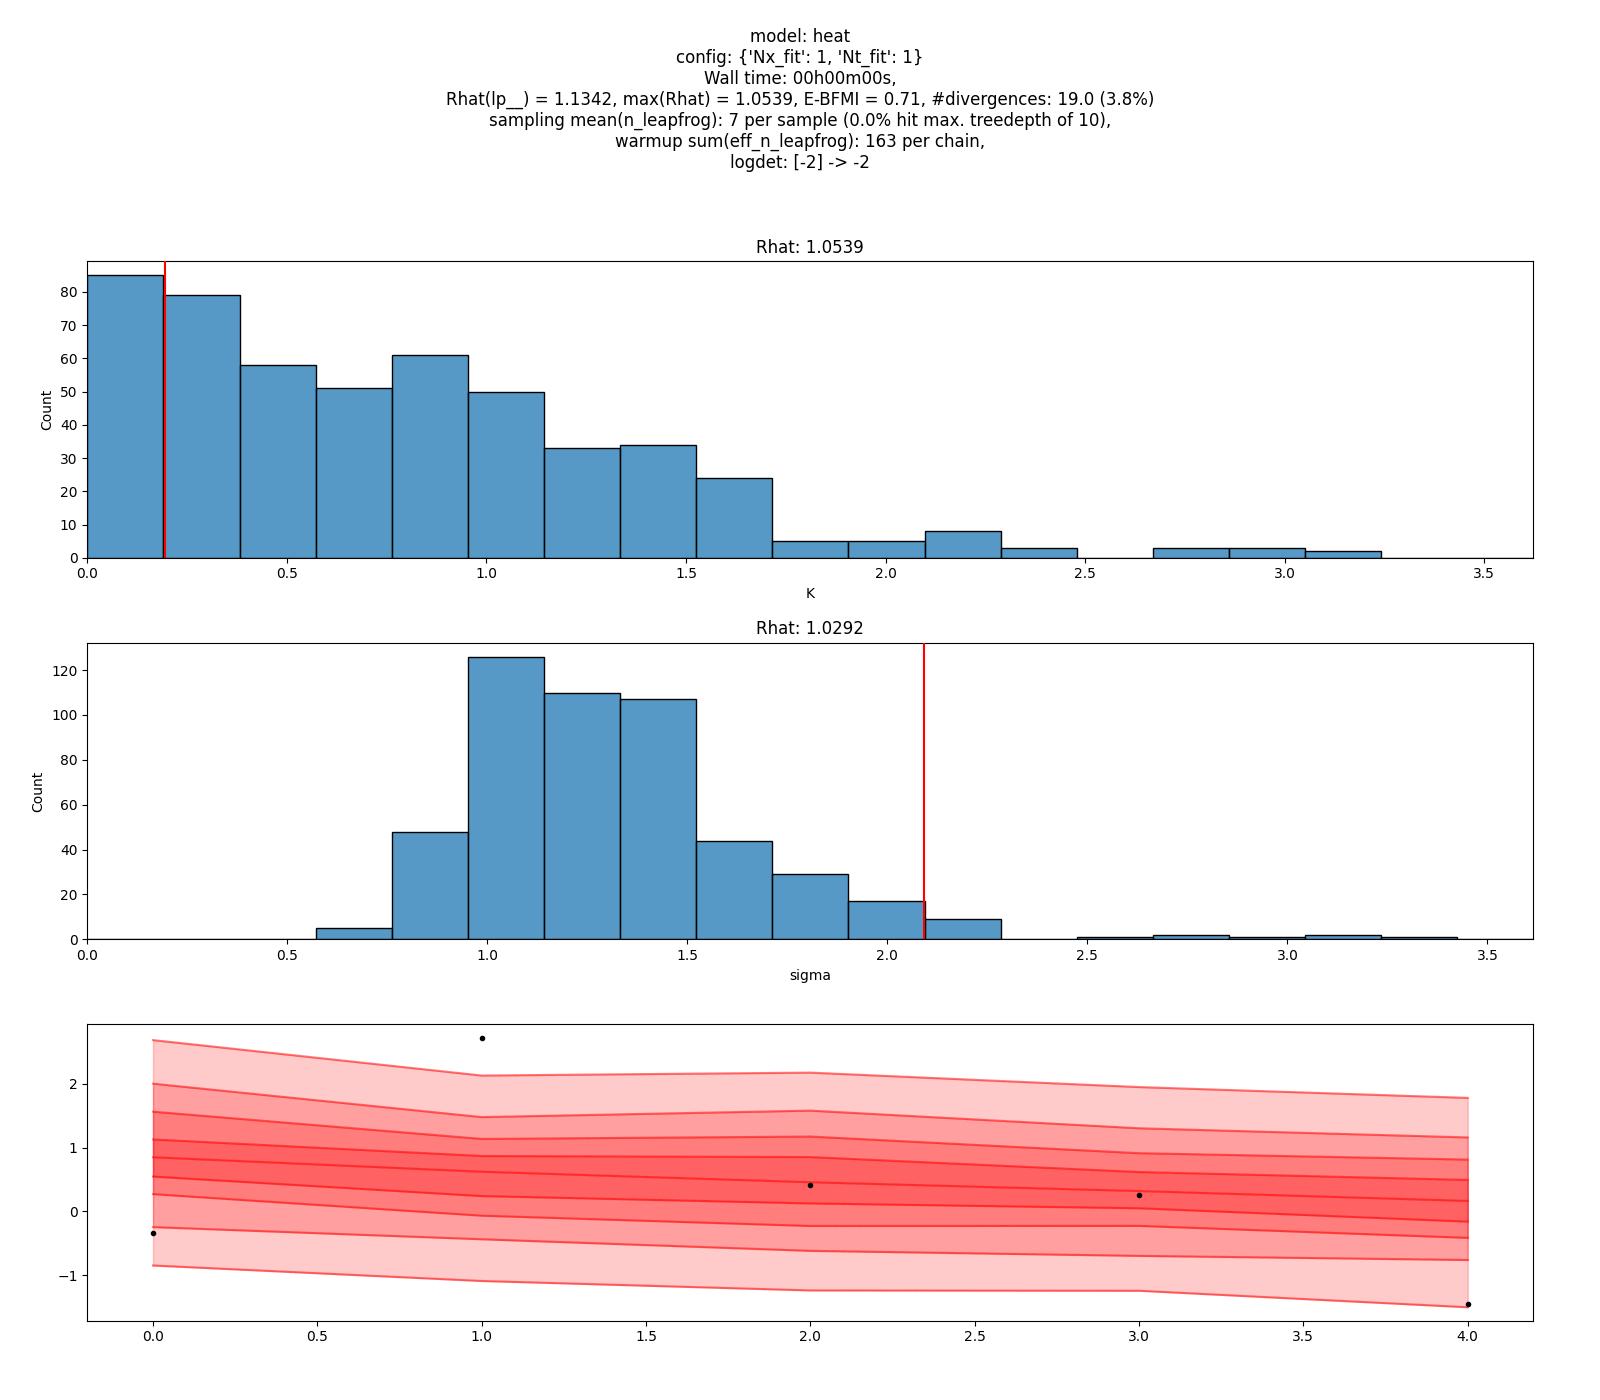 model: heat
config: {'Nx_fit': 1, 'Nt_fit': 1}
Wall time: 00h00m00s,
Rhat(lp__) = 1.1342, max(Rhat) = 1.0539, E-BFMI = 0.71, #divergences: 19.0 (3.8%)
sampling mean(n_leapfrog): 7 per sample (0.0% hit max. treedepth of 10),
warmup sum(eff_n_leapfrog): 163 per chain,
logdet: [-2] -> -2
Rhat: 1.0539
80
70
60
50
40
30
20
10
0
Count
0.0 0.5 1.0 1.5 2.0 2.5 3.0 3.5
K
Rhat: 1.0292
120
100
80
60
40
20
0
Count
0.0 0.5 1.0 1.5 2.0 2.5 3.0 3.5
sigma
2
1
0
−1
0.0 0.5 1.0 1.5 2.0 2.5 3.0 3.5 4.0